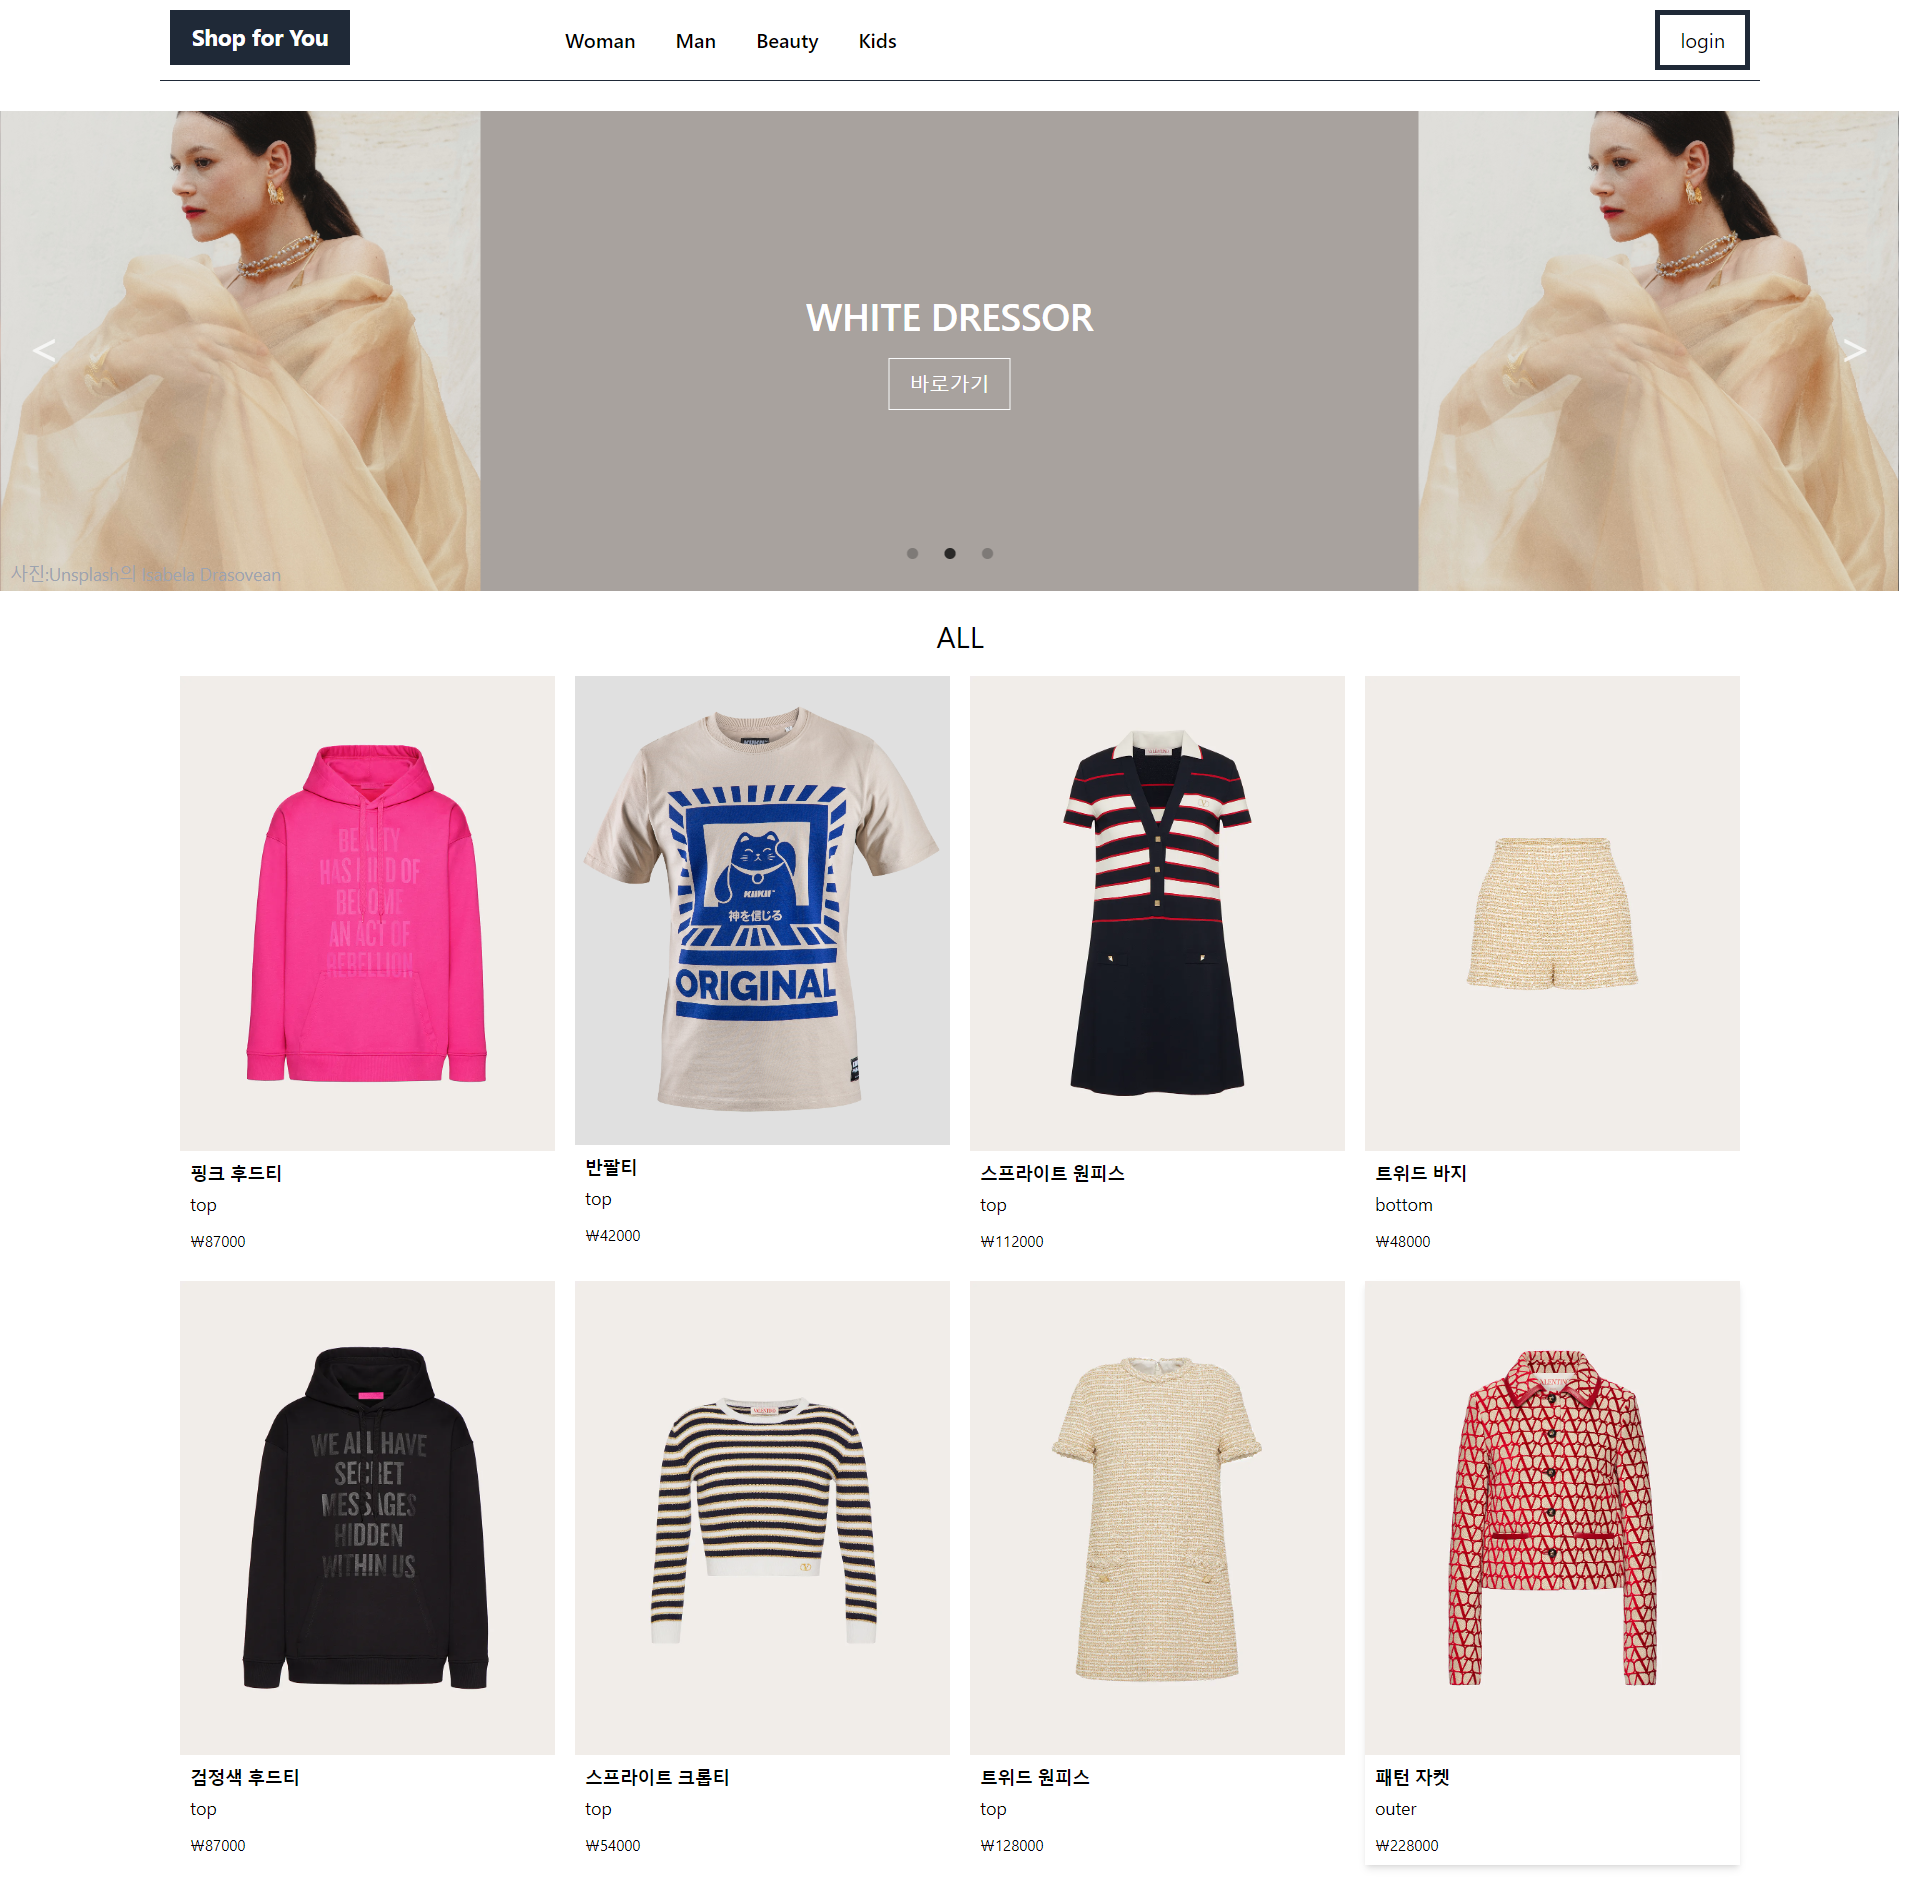 Shop for You
Woman Man Beauty Kids
login
<
>
WHITE DRESSOR
바로가기
사진:Unsplash의 Isabela Drasovean
ALL
BEAUTY
HAS KIND OF
BECOME
AN ACT OF
REBELLION
KIIKII
神を信じる
ORIGINAL
VALENTINO
핑크 후드티
top
₩87000
반팔티
top
₩42000
스프라이트 원피스
top
₩112000
트위드 바지
bottom
₩48000
WE ALL HAVE
SECRET
MESSAGES
HIDDEN
WITHIN US
VALENTINO
VALENTINO
검정색 후드티
top
₩87000
스프라이트 크롭티
top
₩54000
트위드 원피스
top
₩128000
패턴 자켓
outer
₩228000